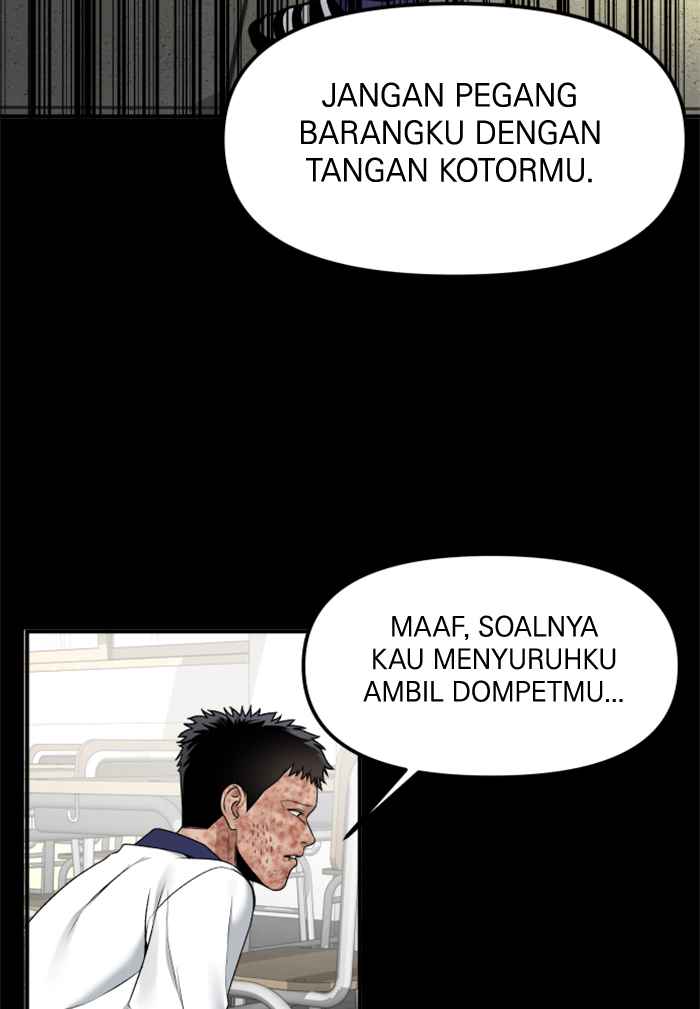 JANGAN PEGANG
BARANGKU DENGAN
TANGAN KOTORMU.
MAAF, SOALNYA
KAU MENYURUHKU
AMBIL DOMPETMU...